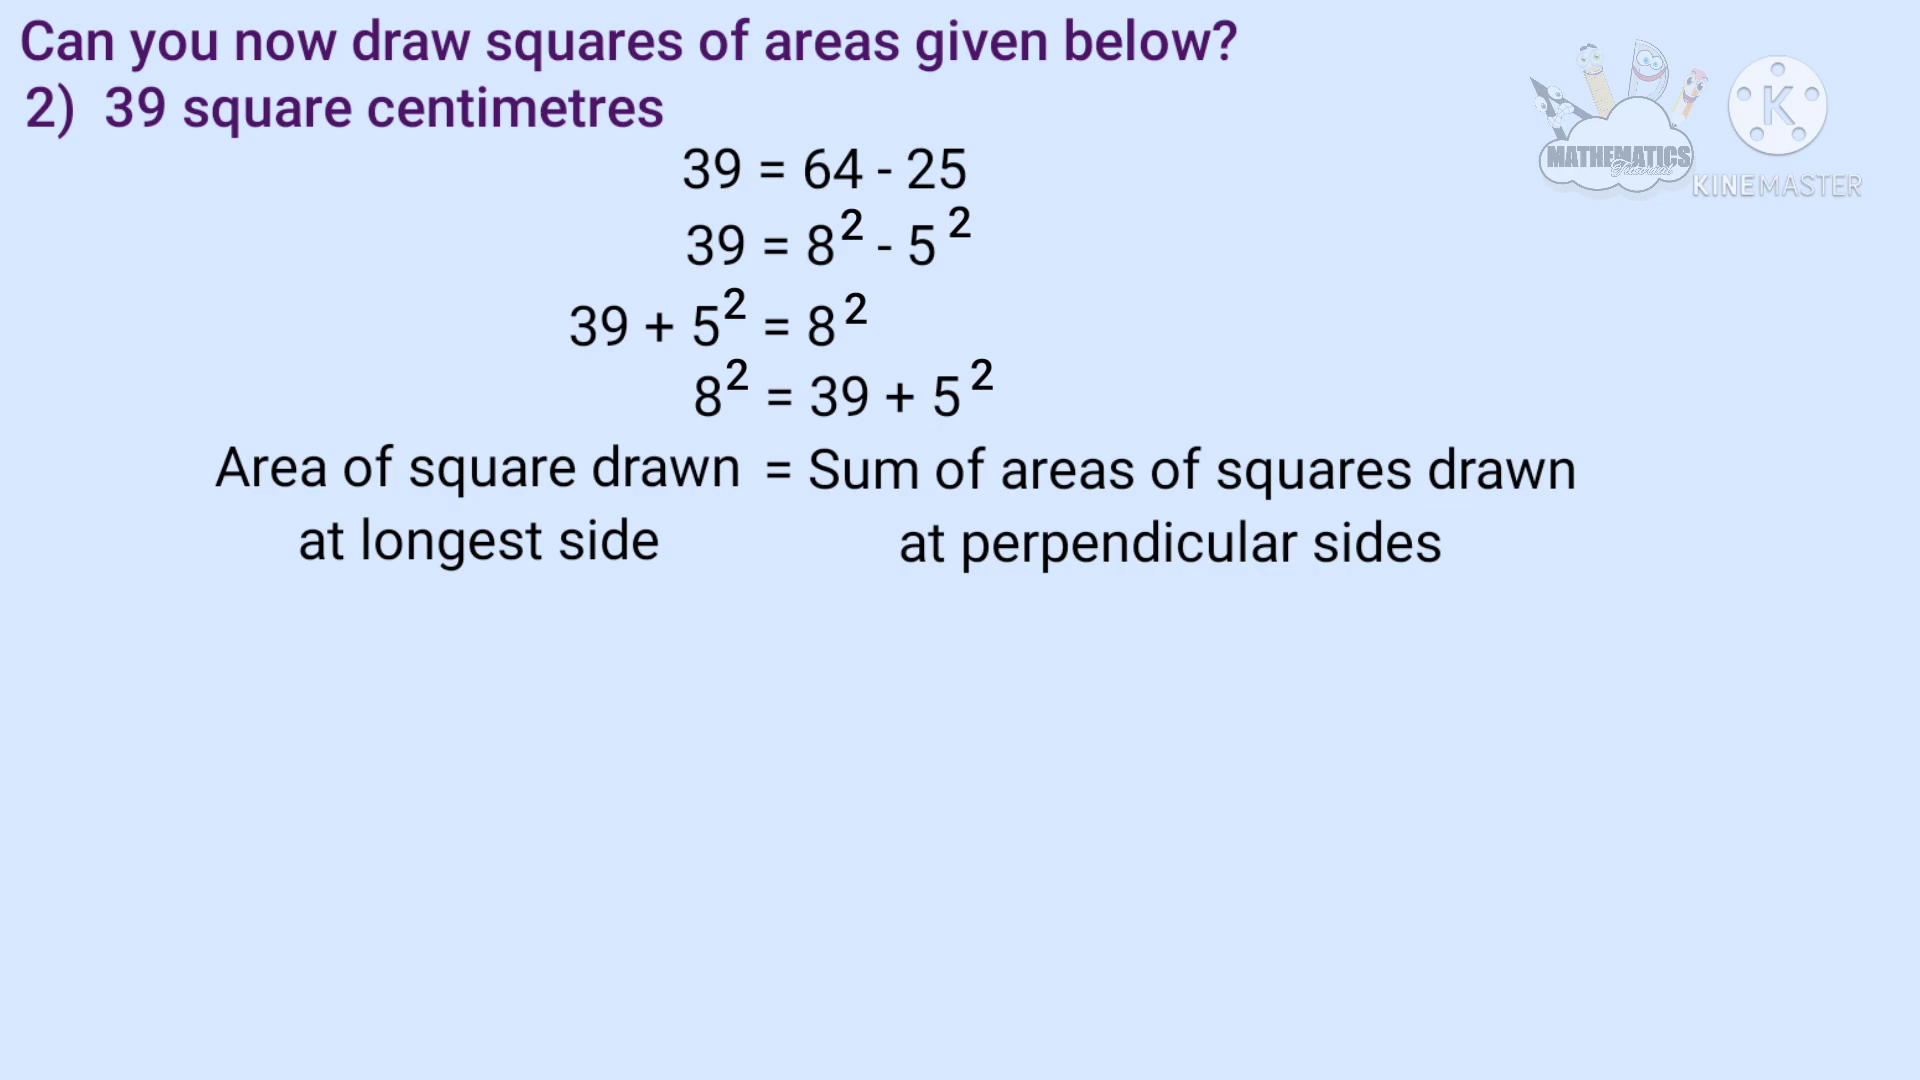 Can you now draw squares of areas given below?
2) 39 square centimetres
39 = 64 - 25
39 = 8² - 5²
39 + 5² = 8²
8² = 39 + 5²
Area of square drawn = Sum of areas of squares drawn
at longest side at perpendicular sides
MATHEMATICS
Tutorial
K
KINEMASTER